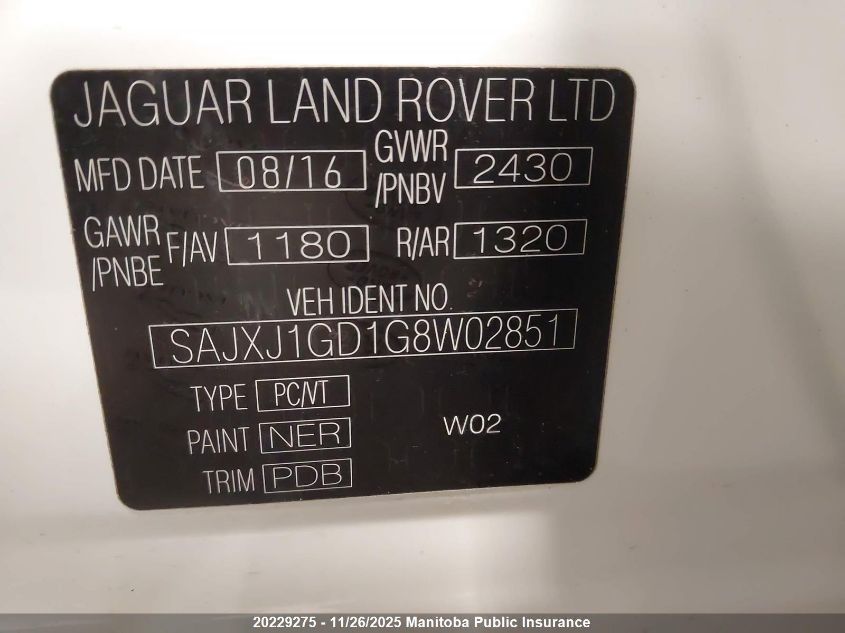 JAGUAR LAND ROVER LTD
MFD DATE 08/16 GVWR /PNBV 2430
GAWR /PNBE F/AV 1180 R/AR 1320
VEH IDENT NO.
SAJXJ1GD1G8W02851
TYPE PC/VT
PAINT NER W02
TRIM PDB
20229275 - 11/26/2025 Manitoba Public Insurance